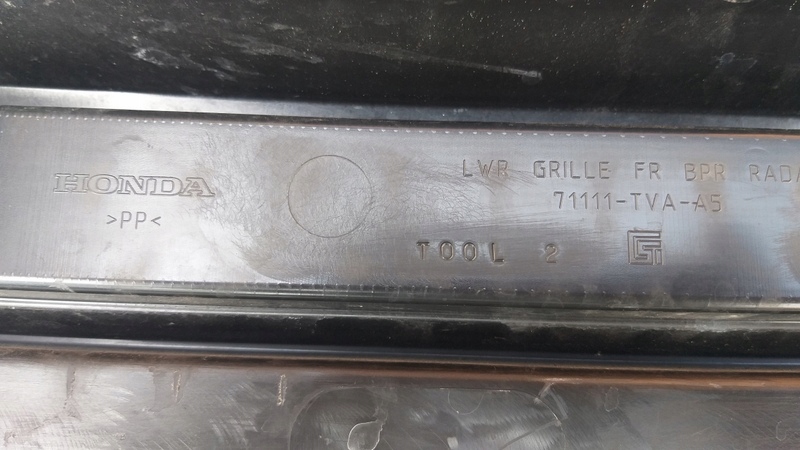 HONDA
>PP<
LWR GRILLE FR BPR RADA
71111-TVA-A5
TOOL 2